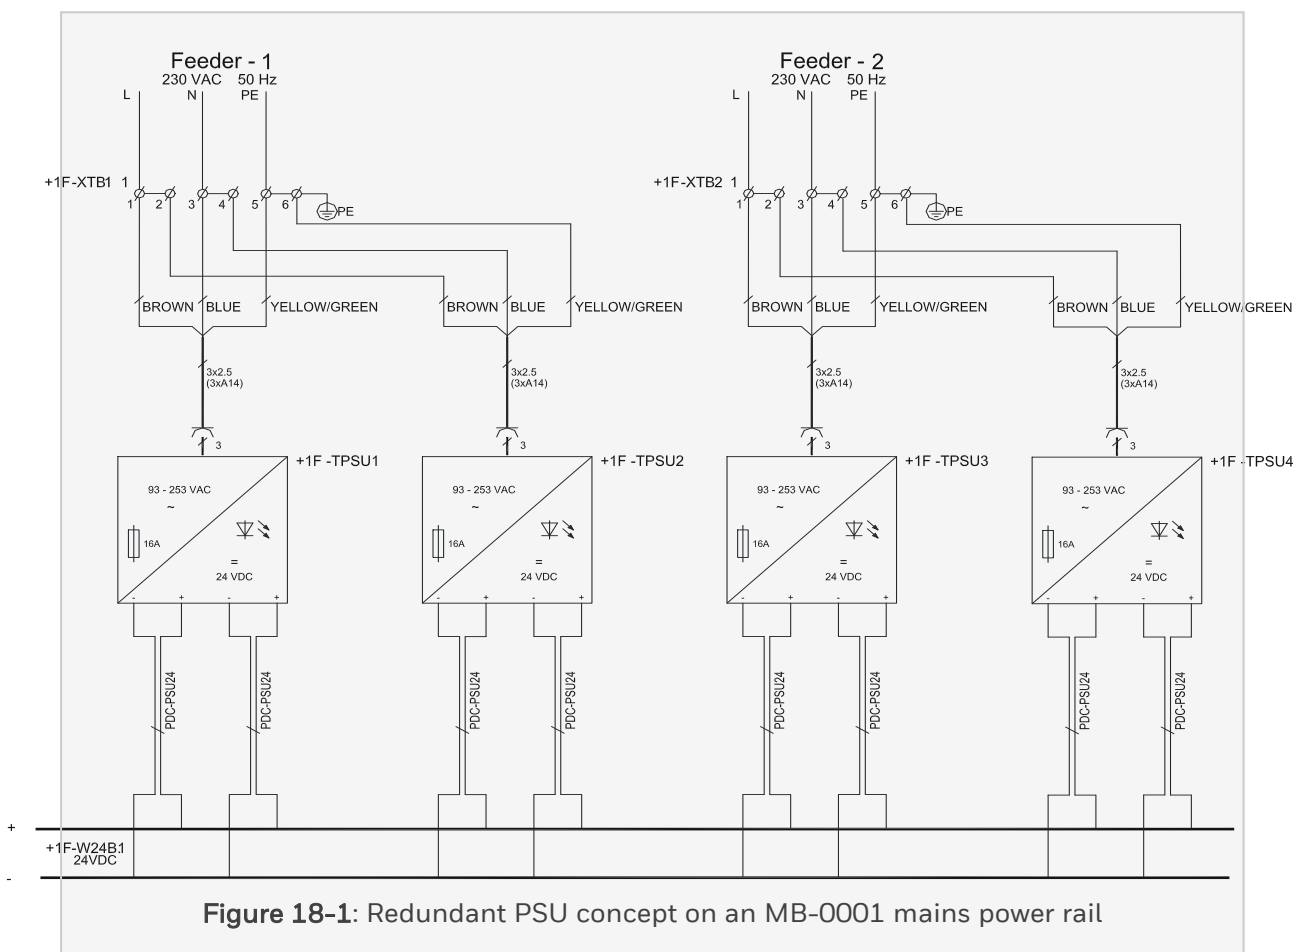 Feeder - 1
230 VAC 50 Hz
L N PE
Feeder - 2
230 VAC 50 Hz
L N PE
+1F-XTB1 1
1 2 3 4 5 6
PE
+1F-XTB2 1
1 2 3 4 5 6
PE
BROWN BLUE YELLOW/GREEN BROWN BLUE YELLOW/GREEN BROWN BLUE YELLOW/GREEN BROWN BLUE YELLOW/GREEN
3x2.5 3x2.5 3x2.5 3x2.5
(3xA14) (3xA14) (3xA14) (3xA14)
3 3 3 3
+1F -TPSU1 +1F -TPSU2 +1F -TPSU3 +1F -TPSU4
93 - 253 VAC 93 - 253 VAC 93 - 253 VAC 93 - 253 VAC
~ ~ ~ ~
16A 16A 16A 16A
= = = =
24 VDC 24 VDC 24 VDC 24 VDC
- + - + - + - + - + - + - + - +
PDC-PSU24 PDC-PSU24 PDC-PSU24 PDC-PSU24 PDC-PSU24 PDC-PSU24 PDC-PSU24 PDC-PSU24
+
+1F-W24B.1
24VDC
-
Figure 18-1: Redundant PSU concept on an MB-0001 mains power rail